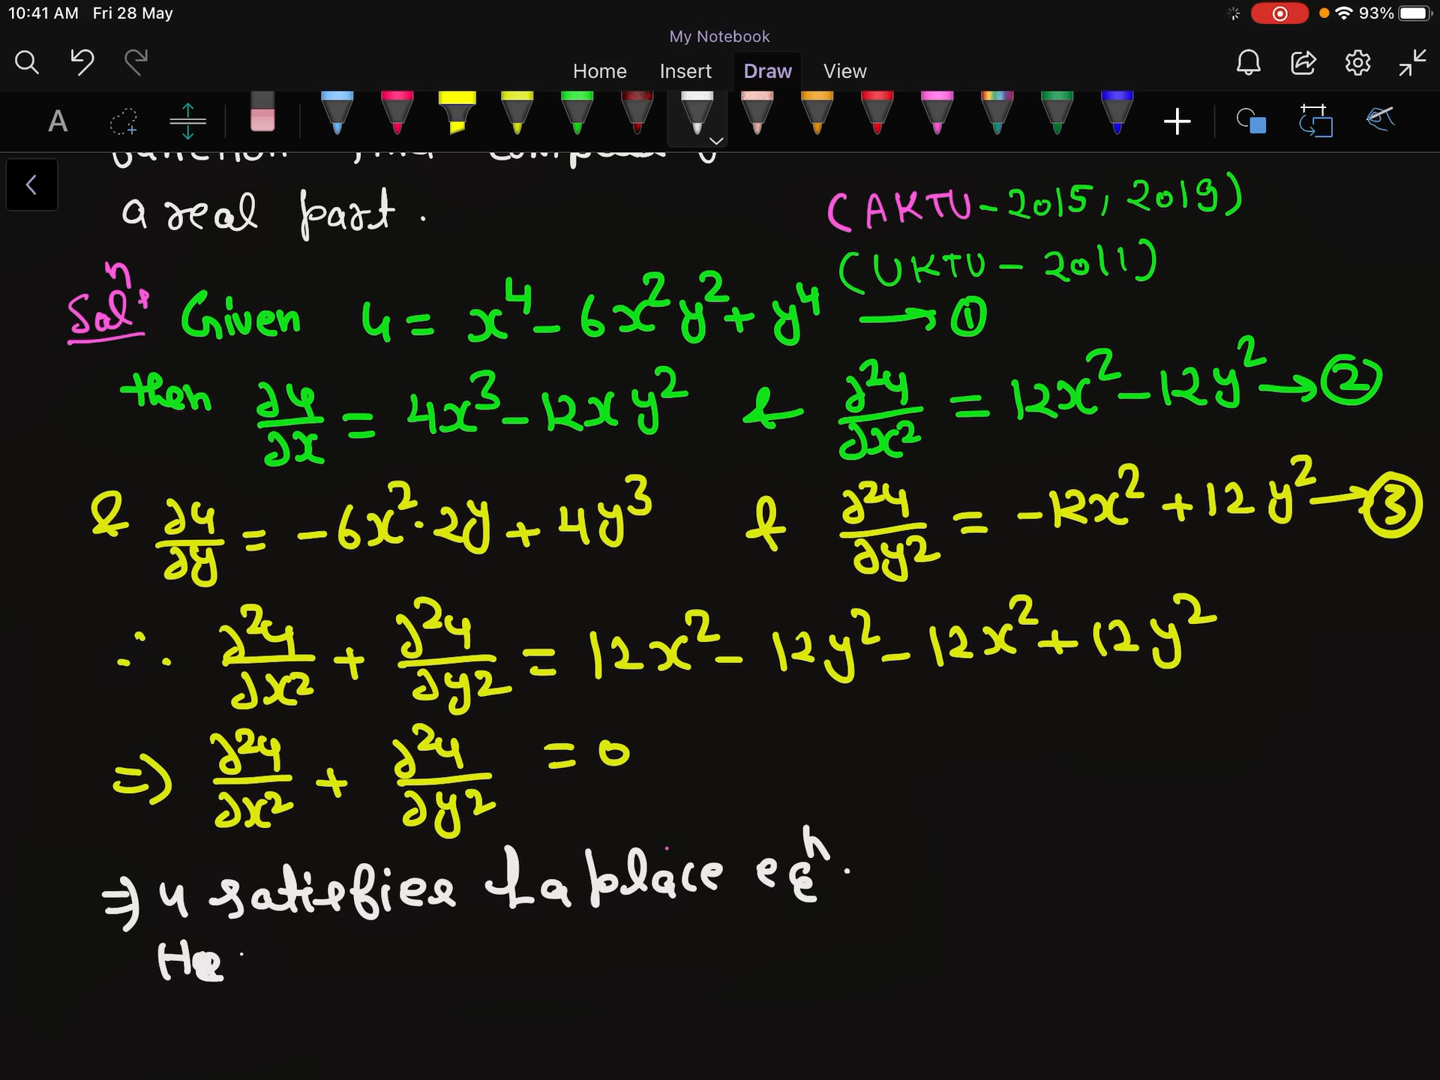 10:41 AM Fri 28 May
93%
My Notebook
Home Insert Draw View
A
a real part.
(AKTU-2015, 2019)
(UKTU-2011)
Solⁿ: Given u = x⁴ - 6x²y² + y⁴ → ①
then ∂u/∂x = 4x³ - 12xy² & ∂²u/∂x² = 12x² - 12y² → ②
& ∂u/∂y = -6x²·2y + 4y³ & ∂²u/∂y² = -12x² + 12y² → ③
∴ ∂²u/∂x² + ∂²u/∂y² = 12x² - 12y² - 12x² + 12y²
⇒ ∂²u/∂x² + ∂²u/∂y² = 0
⇒ u satisfies Laplace eqⁿ.
He